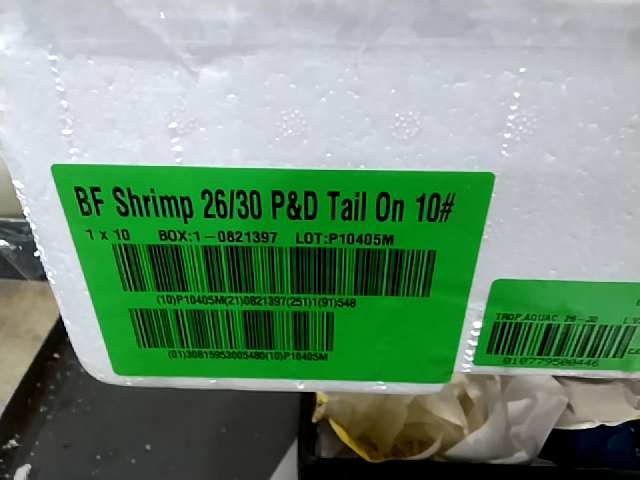 BF Shrimp 26/30 P&D Tail On 10#
1 x 10 BOX:1-0821397 LOT:P10405M
(10)P10405M(21)0821397(251)1(91)548
(01)30815953005480(10)P10405M
TROP.AQUAC 26-30
010779500446